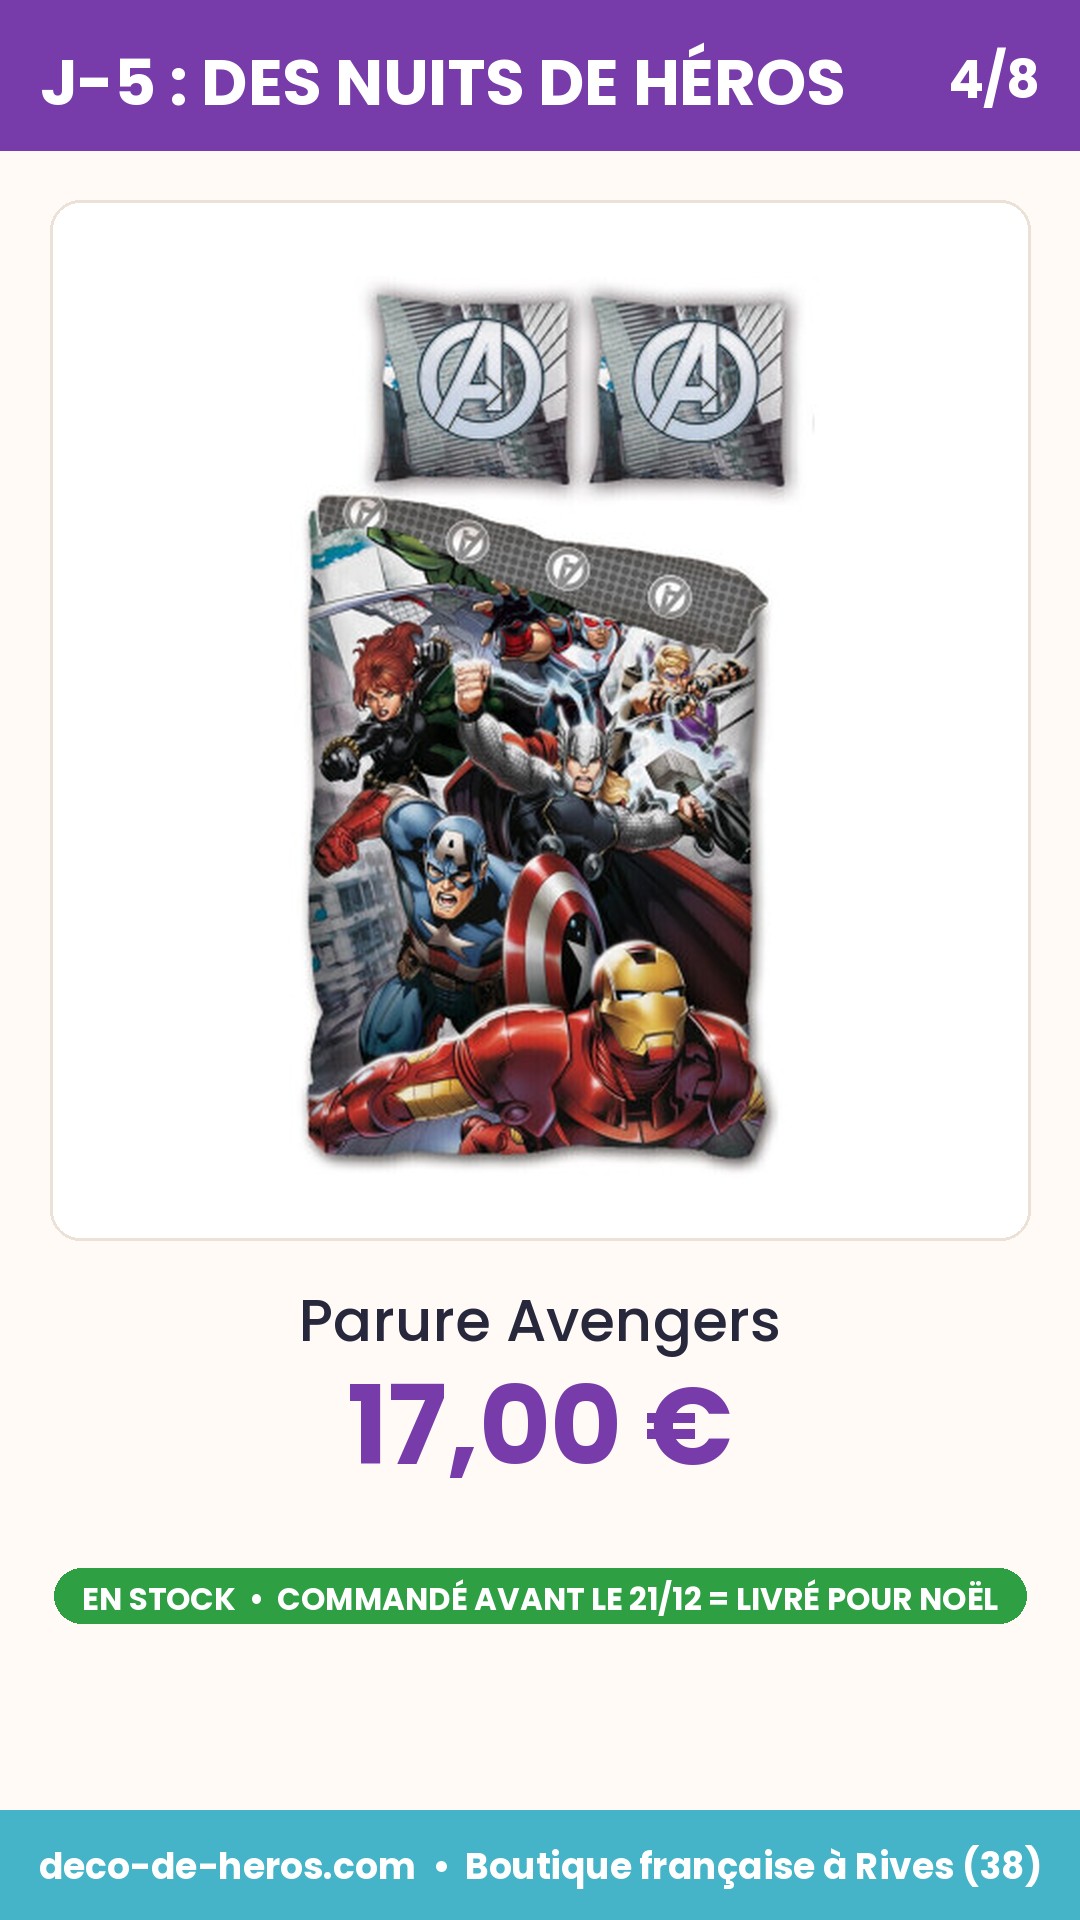 J-5 : DES NUITS DE HÉROS
4/8
Parure Avengers
17,00 €
EN STOCK • COMMANDÉ AVANT LE 21/12 = LIVRÉ POUR NOËL
deco-de-heros.com • Boutique française à Rives (38)